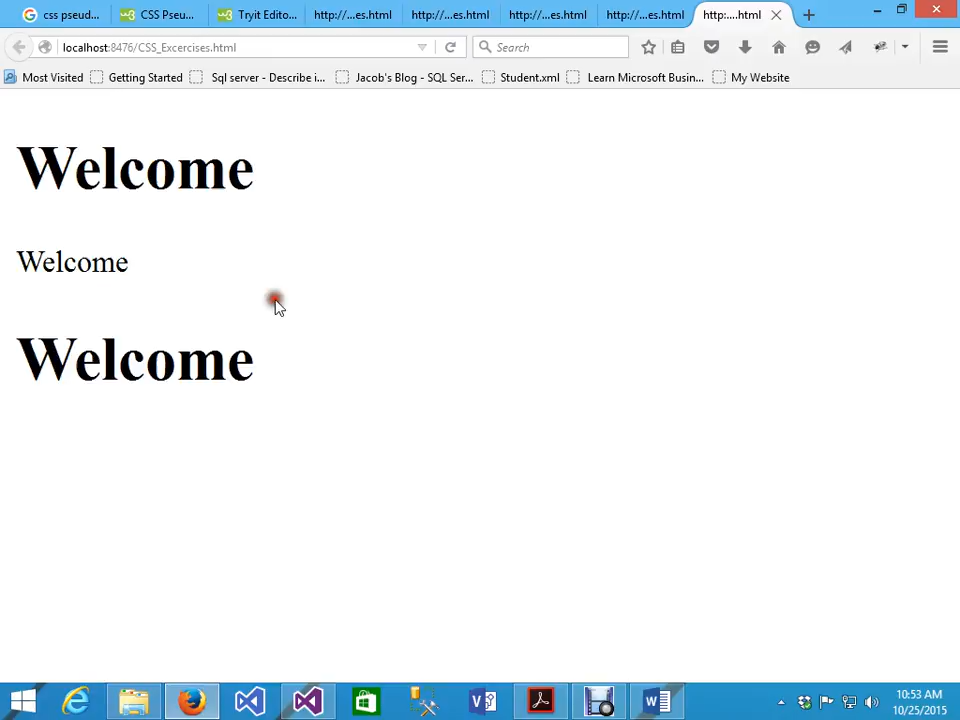 css pseud...
CSS Pseu...
Tryit Edito...
http://...es.html
http://...es.html
http://...es.html
http://...es.html
http:....html
localhost:8476/CSS_Excercises.html
Search
Most Visited
Getting Started
Sql server - Describe i...
Jacob's Blog - SQL Ser...
Student.xml
Learn Microsoft Busin...
My Website
Welcome
Welcome
Welcome
10:53 AM
10/25/2015